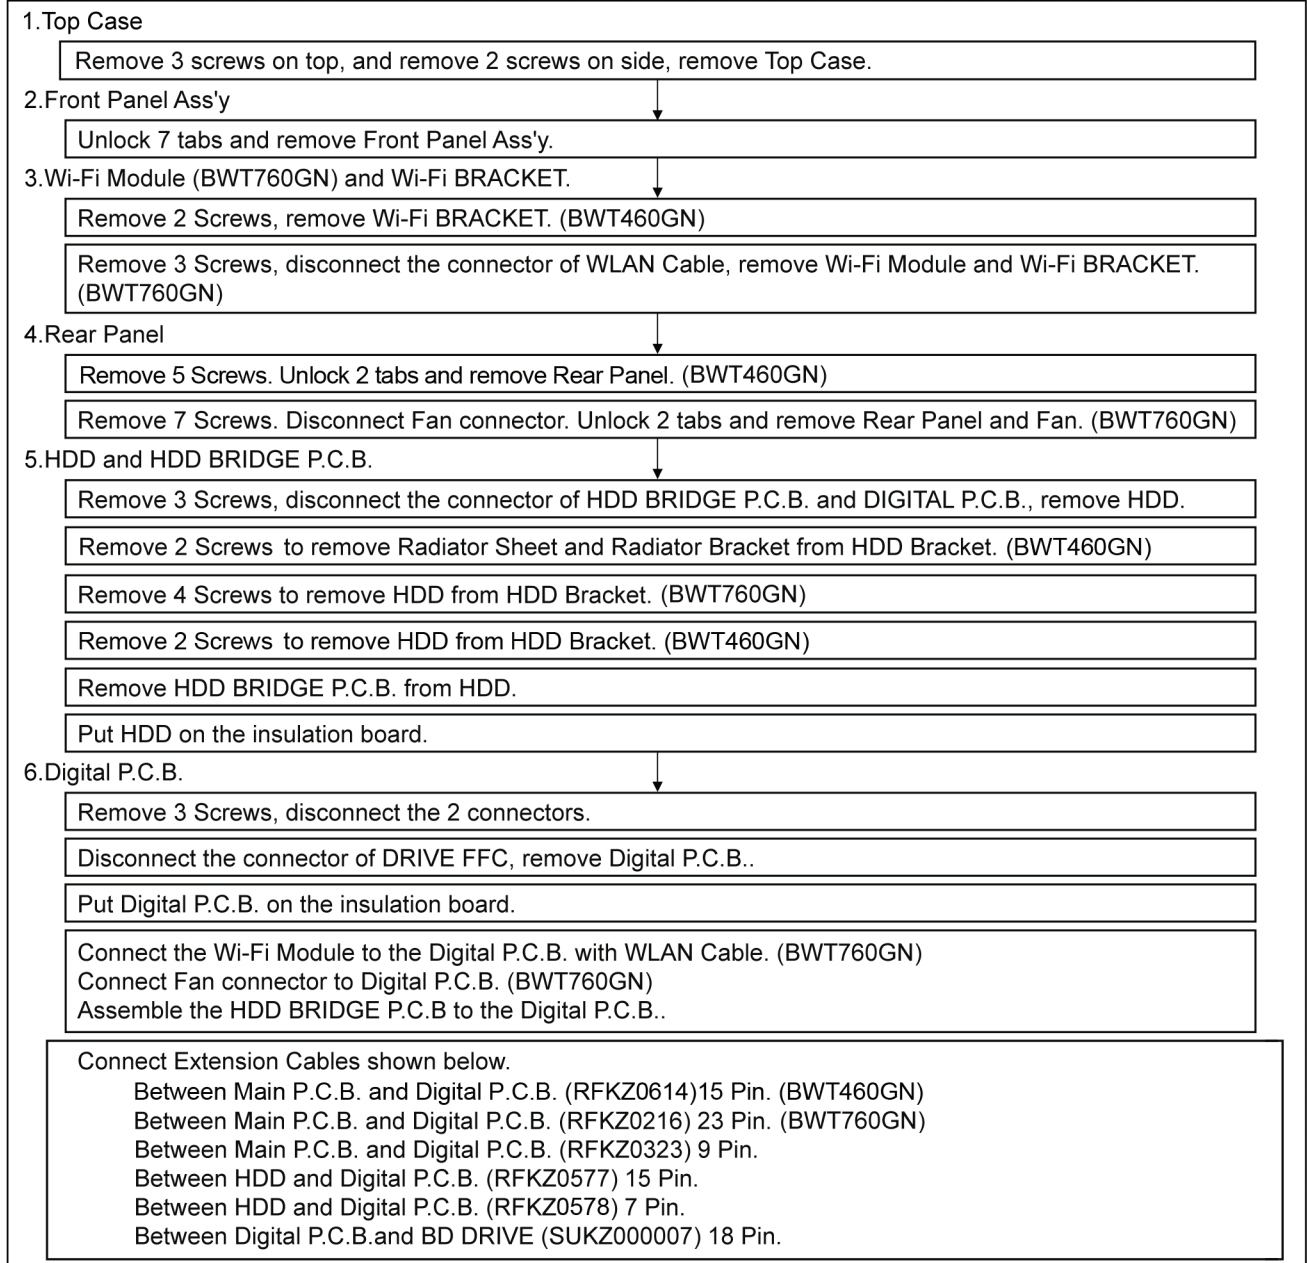 1.Top Case
Remove 3 screws on top, and remove 2 screws on side, remove Top Case.
2.Front Panel Ass'y
Unlock 7 tabs and remove Front Panel Ass'y.
3.Wi-Fi Module (BWT760GN) and Wi-Fi BRACKET.
Remove 2 Screws, remove Wi-Fi BRACKET. (BWT460GN)
Remove 3 Screws, disconnect the connector of WLAN Cable, remove Wi-Fi Module and Wi-Fi BRACKET.
(BWT760GN)
4.Rear Panel
Remove 5 Screws. Unlock 2 tabs and remove Rear Panel. (BWT460GN)
Remove 7 Screws. Disconnect Fan connector. Unlock 2 tabs and remove Rear Panel and Fan. (BWT760GN)
5.HDD and HDD BRIDGE P.C.B.
Remove 3 Screws, disconnect the connector of HDD BRIDGE P.C.B. and DIGITAL P.C.B., remove HDD.
Remove 2 Screws to remove Radiator Sheet and Radiator Bracket from HDD Bracket. (BWT460GN)
Remove 4 Screws to remove HDD from HDD Bracket. (BWT760GN)
Remove 2 Screws to remove HDD from HDD Bracket. (BWT460GN)
Remove HDD BRIDGE P.C.B. from HDD.
Put HDD on the insulation board.
6.Digital P.C.B.
Remove 3 Screws, disconnect the 2 connectors.
Disconnect the connector of DRIVE FFC, remove Digital P.C.B..
Put Digital P.C.B. on the insulation board.
Connect the Wi-Fi Module to the Digital P.C.B. with WLAN Cable. (BWT760GN)
Connect Fan connector to Digital P.C.B. (BWT760GN)
Assemble the HDD BRIDGE P.C.B to the Digital P.C.B..
Connect Extension Cables shown below.
Between Main P.C.B. and Digital P.C.B. (RFKZ0614)15 Pin. (BWT460GN)
Between Main P.C.B. and Digital P.C.B. (RFKZ0216) 23 Pin. (BWT760GN)
Between Main P.C.B. and Digital P.C.B. (RFKZ0323) 9 Pin.
Between HDD and Digital P.C.B. (RFKZ0577) 15 Pin.
Between HDD and Digital P.C.B. (RFKZ0578) 7 Pin.
Between Digital P.C.B.and BD DRIVE (SUKZ000007) 18 Pin.